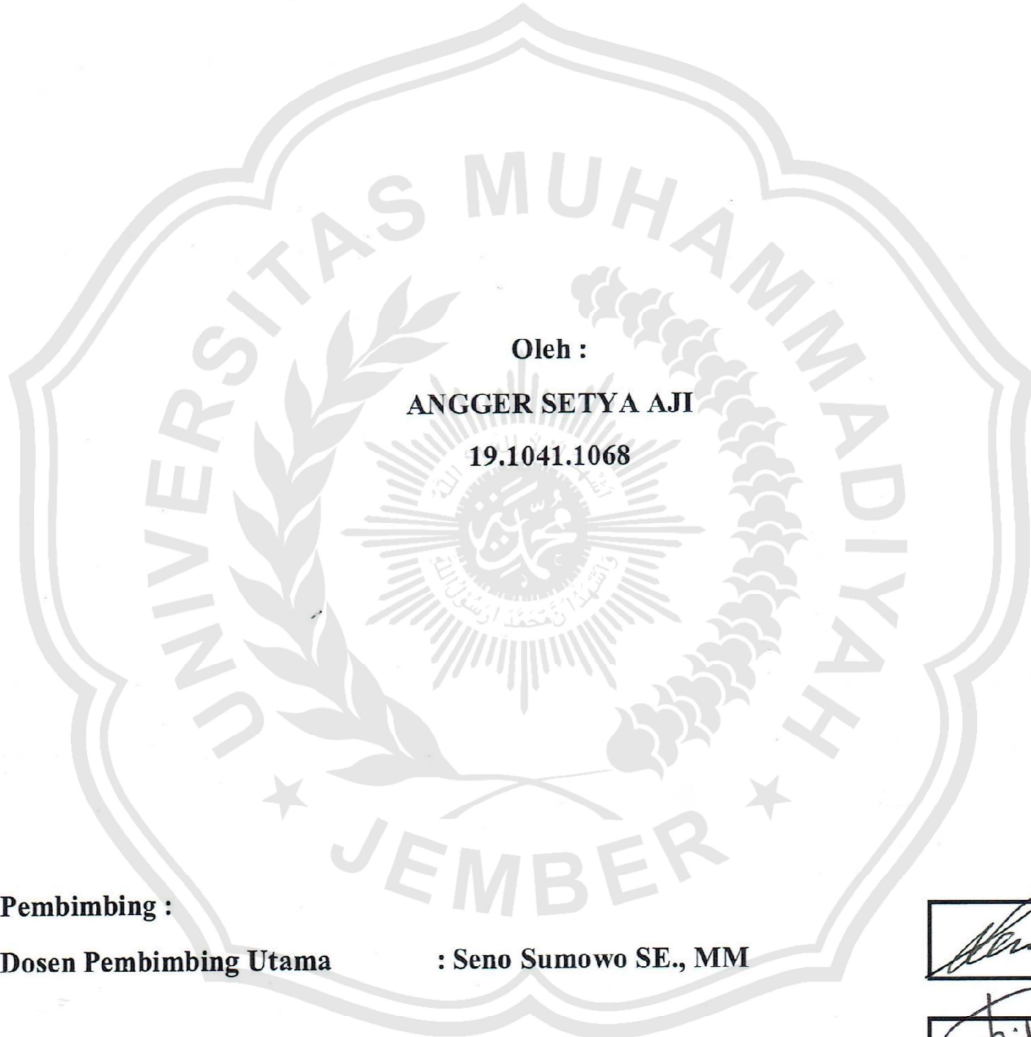 UNIVERSITAS MUHAMMADIYAH
Oleh :
ANGGER SETYA AJI
19.1041.1068
★ JEMBER ★
Pembimbing :
Dosen Pembimbing Utama : Seno Sumowo SE., MM